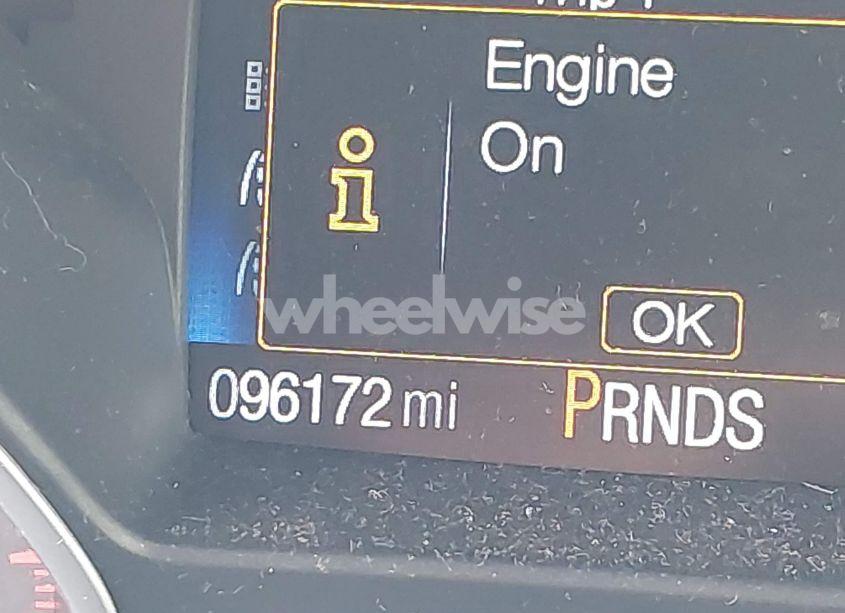 Engine
On
wheelwise
OK
096172 mi PRNDS